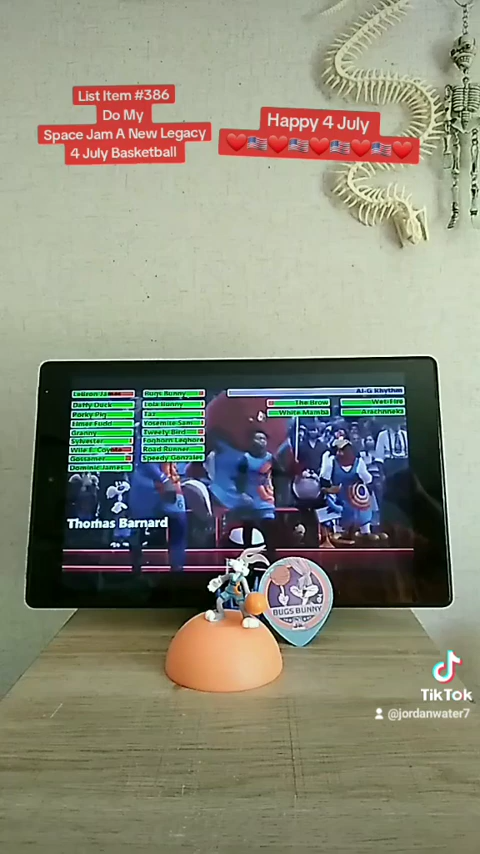 List Item #386
Do My
Space Jam A New Legacy
4 July Basketball
Happy 4 July
❤️🇺🇸❤️🇺🇸❤️🇺🇸❤️🇺🇸❤️
LeBron James
Bugs Bunny
Al-G Rhythm
Daffy Duck
Lola Bunny
The Brow
Wet-Fire
Porky Pig
Taz
White Mamba
Arachnneka
Elmer Fudd
Yosemite Sam
Granny
Tweety Bird
Sylvester
Foghorn Leghorn
Wile E. Coyote
Road Runner
Gossamer
Speedy Gonzales
Dominic James
Thomas Barnard
BUGS BUNNY
TikTok
@jordanwater7